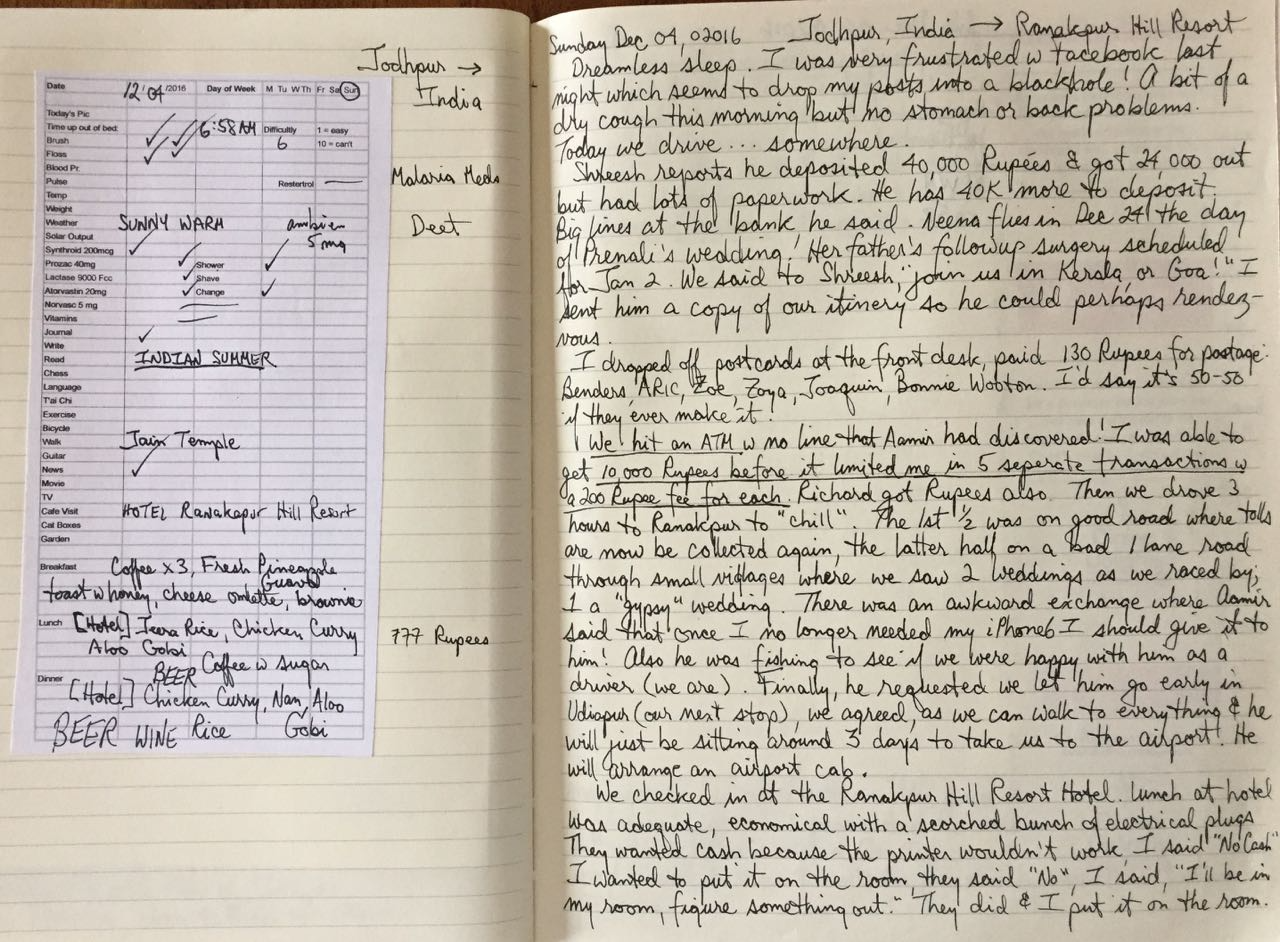 Jodhpur →
India
Malaria Meds
Deet
777 Rupees
Date 12/04/2016 Day of Week M Tu W Th Fr Sa Sun
Today's Pic
Time up out of bed: 6:58AM Difficultly 1 = easy
Brush 6 10 = can't
Floss
Blood Pr.
Pulse Restertrol
Temp
Weight
Weather SUNNY WARM ambien
Solar Output 5mg
Synthroid 200mcg
Prozac 40mg Shower
Lactase 9000 Fcc Shave
Atorvastin 20mg Change
Norvasc 5 mg
Vitamins
Journal
Write
Read INDIAN SUMMER
Chess
Language
T'ai Chi
Exercise
Bicycle
Walk Jain Temple
Guitar
News
Movie
TV
Cafe Visit HOTEL Ranakapur Hill Resort
Cat Boxes
Garden
Breakfast Coffee x3, Fresh Pineapple
Guava
toast w honey, cheese omlette, brownie
Lunch [Hotel] Jeera Rice, Chicken Curry
Aloo Gobi
BEER Coffee w sugar
Dinner
[Hotel] Chicken Curry, Nan, Aloo
BEER WINE Rice Gobi
Sunday Dec 04, 02016 Jodhpur, India → Ranakpur Hill Resort
Dreamless sleep. I was very frustrated w facebook last
night which seems to drop my posts into a blackhole! A bit of a
dry cough this morning but no stomach or back problems.
Today we drive... somewhere.
Shreesh reports he deposited 40,000 Rupees & got 24,000 out
but had lots of paperwork. He has 40K more to deposit.
Big lines at the bank he said. Neena flies in Dec 24 the day
of Prenali's wedding! Her father's followup surgery scheduled
for Jan 2. We said to Shreesh, "join us in Kerala or Goa!" I
sent him a copy of our itinery so he could perhaps rendez-
vous.
I dropped off postcards at the front desk, paid 130 Rupees for postage:
Benders, ARIC, Zoe, Zoya, Joaquin, Bonnie Wooton. I'd say it's 50-50
if they ever make it!
We hit an ATM w no line that Aamir had discovered! I was able to
get 10,000 Rupees before it limited me in 5 seperate transactions w
a 200 Rupee fee for each. Richard got Rupees also. Then we drove 3
hours to Ranakpur to "chill". The 1st 1/2 was on good road where tolls
are now be collected again, the latter half on a bad 1 lane road
through small villages where we saw 2 weddings as we raced by;
1 a "gypsy" wedding. There was an awkward exchange where Aamir
said that once I no longer needed my iPhone6 I should give it to
him! Also he was fishing to see if we were happy with him as a
driver (we are). Finally, he requested we let him go early in
Udiapur (our next stop), we agreed, as we can walk to everything & he
will just be sitting around 3 days to take us to the airport. He
will arrange an airport cab.
We checked in at the Ranakpur Hill Resort Hotel. Lunch at hotel
was adequate, economical with a scorched bunch of electrical plugs
They wanted cash because the printer wouldn't work, I said "No Cash"
I wanted to put it on the room, they said "No", I said, "I'll be in
my room, figure something out." They did & I put it on the room.